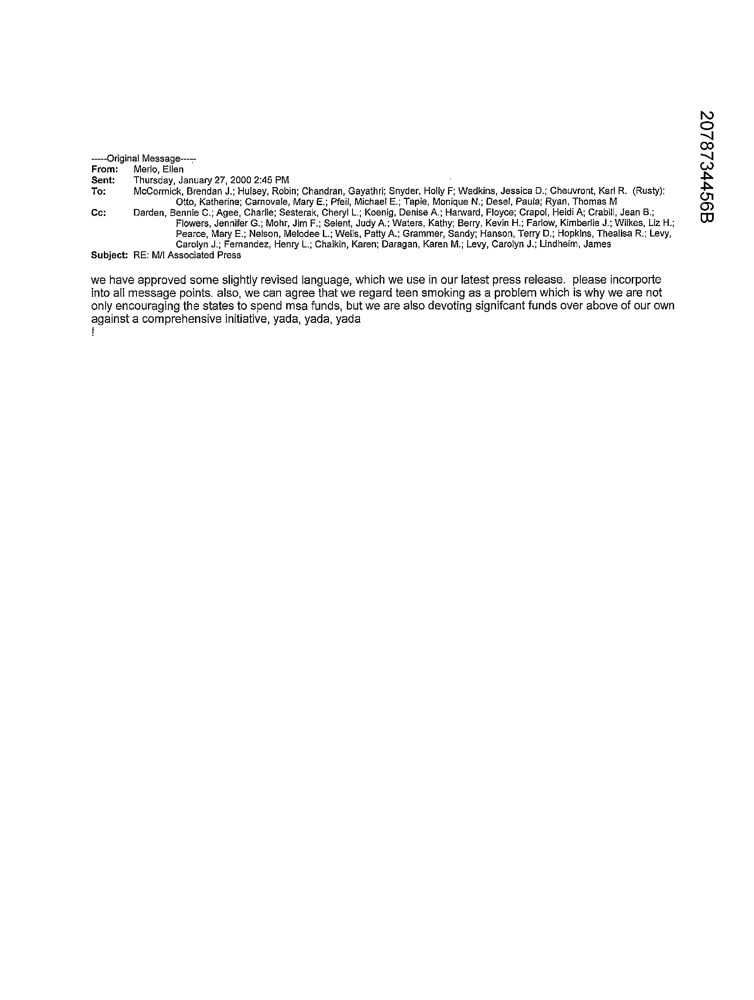 -----Original Message-----
From: Merlo, Ellen
Sent: Thursday, January 27, 2000 2:45 PM
To: McCormick, Brendan J.; Hulsey, Robin; Chandran, Gayathri; Snyder, Holly F; Wadkins, Jessica D.; Cheuvront, Karl R. (Rusty);
Otto, Katherine; Carnovale, Mary E.; Pfeil, Michael E.; Tapie, Monique N.; Desel, Paula; Ryan, Thomas M
Cc: Darden, Bennie C.; Agee, Charlie; Sesterak, Cheryl L.; Koenig, Denise A.; Harward, Floyce; Crapol, Heidi A; Crabill, Jean B.;
Flowers, Jennifer G.; Mohr, Jim F.; Selent, Judy A.; Waters, Kathy; Berry, Kevin H.; Farlow, Kimberlie J.; Wilkes, Liz H.;
Pearce, Mary E.; Nelson, Melodee L.; Wells, Patty A.; Grammer, Sandy; Hanson, Terry D.; Hopkins, Thealisa R.; Levy,
Carolyn J.; Fernandez, Henry L.; Chaikin, Karen; Daragan, Karen M.; Levy, Carolyn J.; Lindheim, James
Subject: RE: M/I Associated Press
we have approved some slightly revised language, which we use in our latest press release. please incorporte
into all message points. also, we can agree that we regard teen smoking as a problem which is why we are not
only encouraging the states to spend msa funds, but we are also devoting signifcant funds over above of our own
against a comprehensive initiative, yada, yada, yada
!
2078734456B